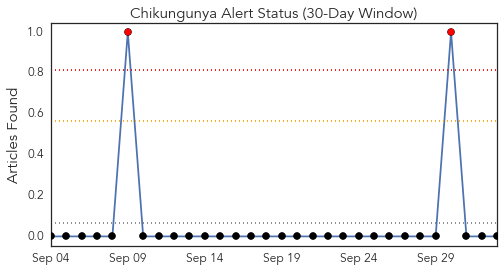 Chikungunya Alert Status (30-Day Window)
Articles Found
1.0
0.8
0.6
0.4
0.2
0.0
Sep 04 Sep 09 Sep 14 Sep 19 Sep 24 Sep 29